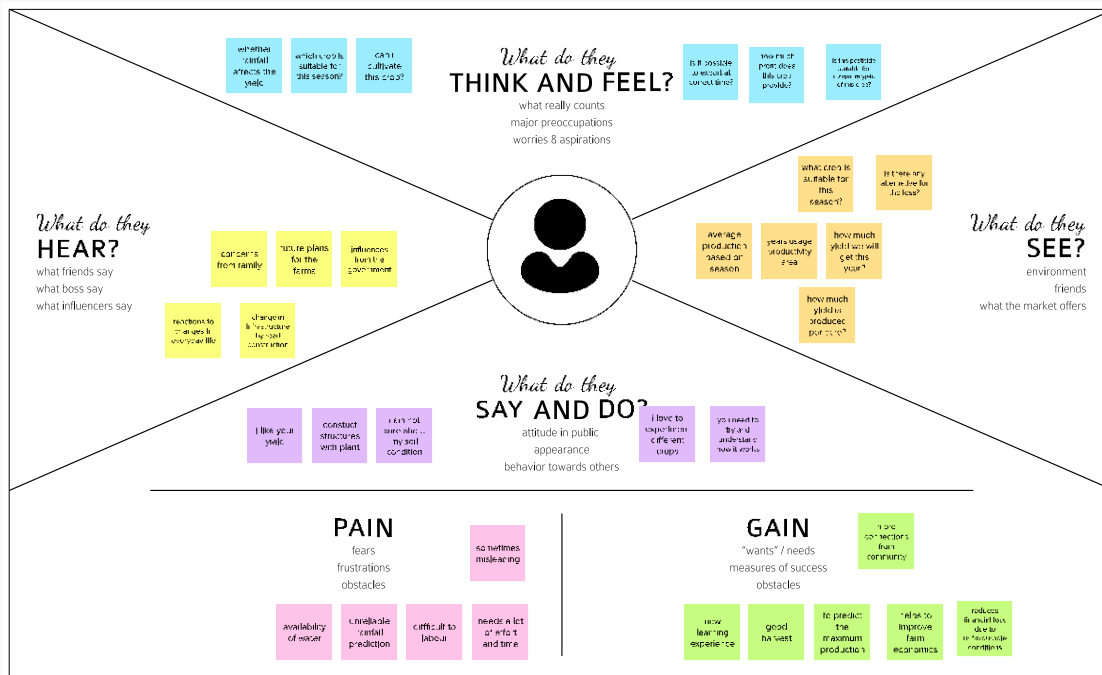 What do they
THINK AND FEEL?
what really counts
major preoccupations
worries & aspirations
whether
rainfall
affects the
yield
which crop is
suitable for
this season?
can I
cultivate
this crop?
is it possible
to export at
correct time?
how much
profit does
this crop
provide?
is this pesticide
suitable for
What do they
HEAR?
what friends say
what boss say
what influencers say
concerns
from family
future plans
for the
farms
influences
from the
government
reactions to
changes in
everyday life
change in
infrastructure
by road
construction
What do they
SEE?
environment
friends
what the market offers
what crop is
suitable for
this
season?
is there any
alternative for
the loss?
average
production
based on
season
years usage
productivity
area
how much
yield we will
get this
year?
how much
yield is
produced
per acre?
What do they
SAY AND DO?
attitude in public
appearance
behavior towards others
I like your
yield
constuct
structures
with plant
I am not
sure about
my soil
condition
i love to
experiment
different
crops
you need to
try and
understand
how it works
PAIN
fears
frustrations
obstacles
sometimes
misleading
availability
of water
unreliable
rainfall
prediction
difficult to
labour
needs a lot
of effort
and time
GAIN
"wants" / needs
measures of success
obstacles
more
connections
from
community
new
learning
experience
good
harvest
to predict
the
maximum
production
helps to
improve
farm
economics
reduces
financial loss
due to
unfavourable
conditions